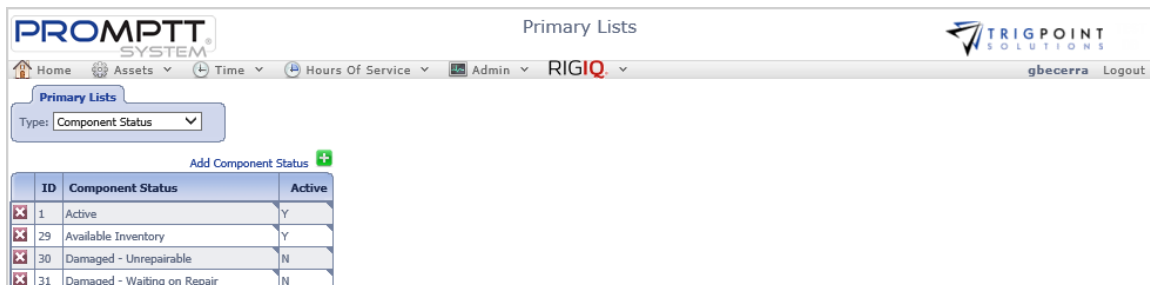 PROMPTT® SYSTEM
Primary Lists
TRIGPOINT
SOLUTIONS
Home Assets Time Hours Of Service Admin RIGIQ. gbecerra Logout
Primary Lists
Type: Component Status
Add Component Status
ID Component Status Active
1 Active Y
29 Available Inventory Y
30 Damaged - Unrepairable N
31 Damaged - Waiting on Repair N